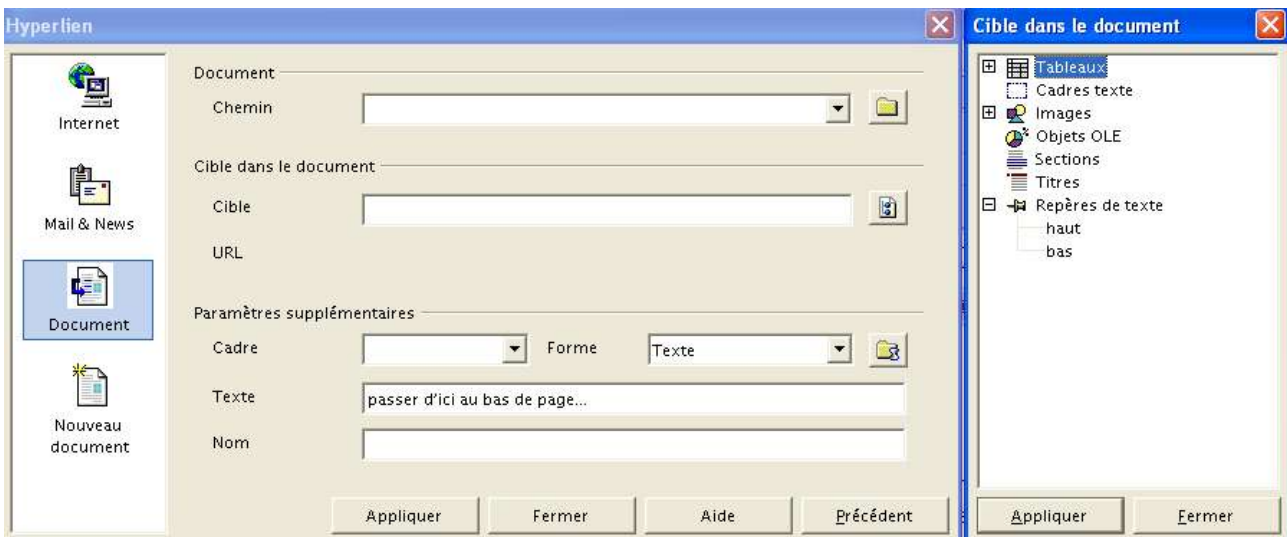 Hyperlien
Internet
Mail & News
Document
Nouveau
document
Document
Chemin
Cible dans le document
Cible
URL
Paramètres supplémentaires
Cadre
Forme
Texte
Texte
passer d'ici au bas de page...
Nom
Appliquer
Fermer
Aide
Précédent
Cible dans le document
Tableaux
Cadres texte
Images
Objets OLE
Sections
Titres
Repères de texte
haut
bas
Appliquer
Fermer